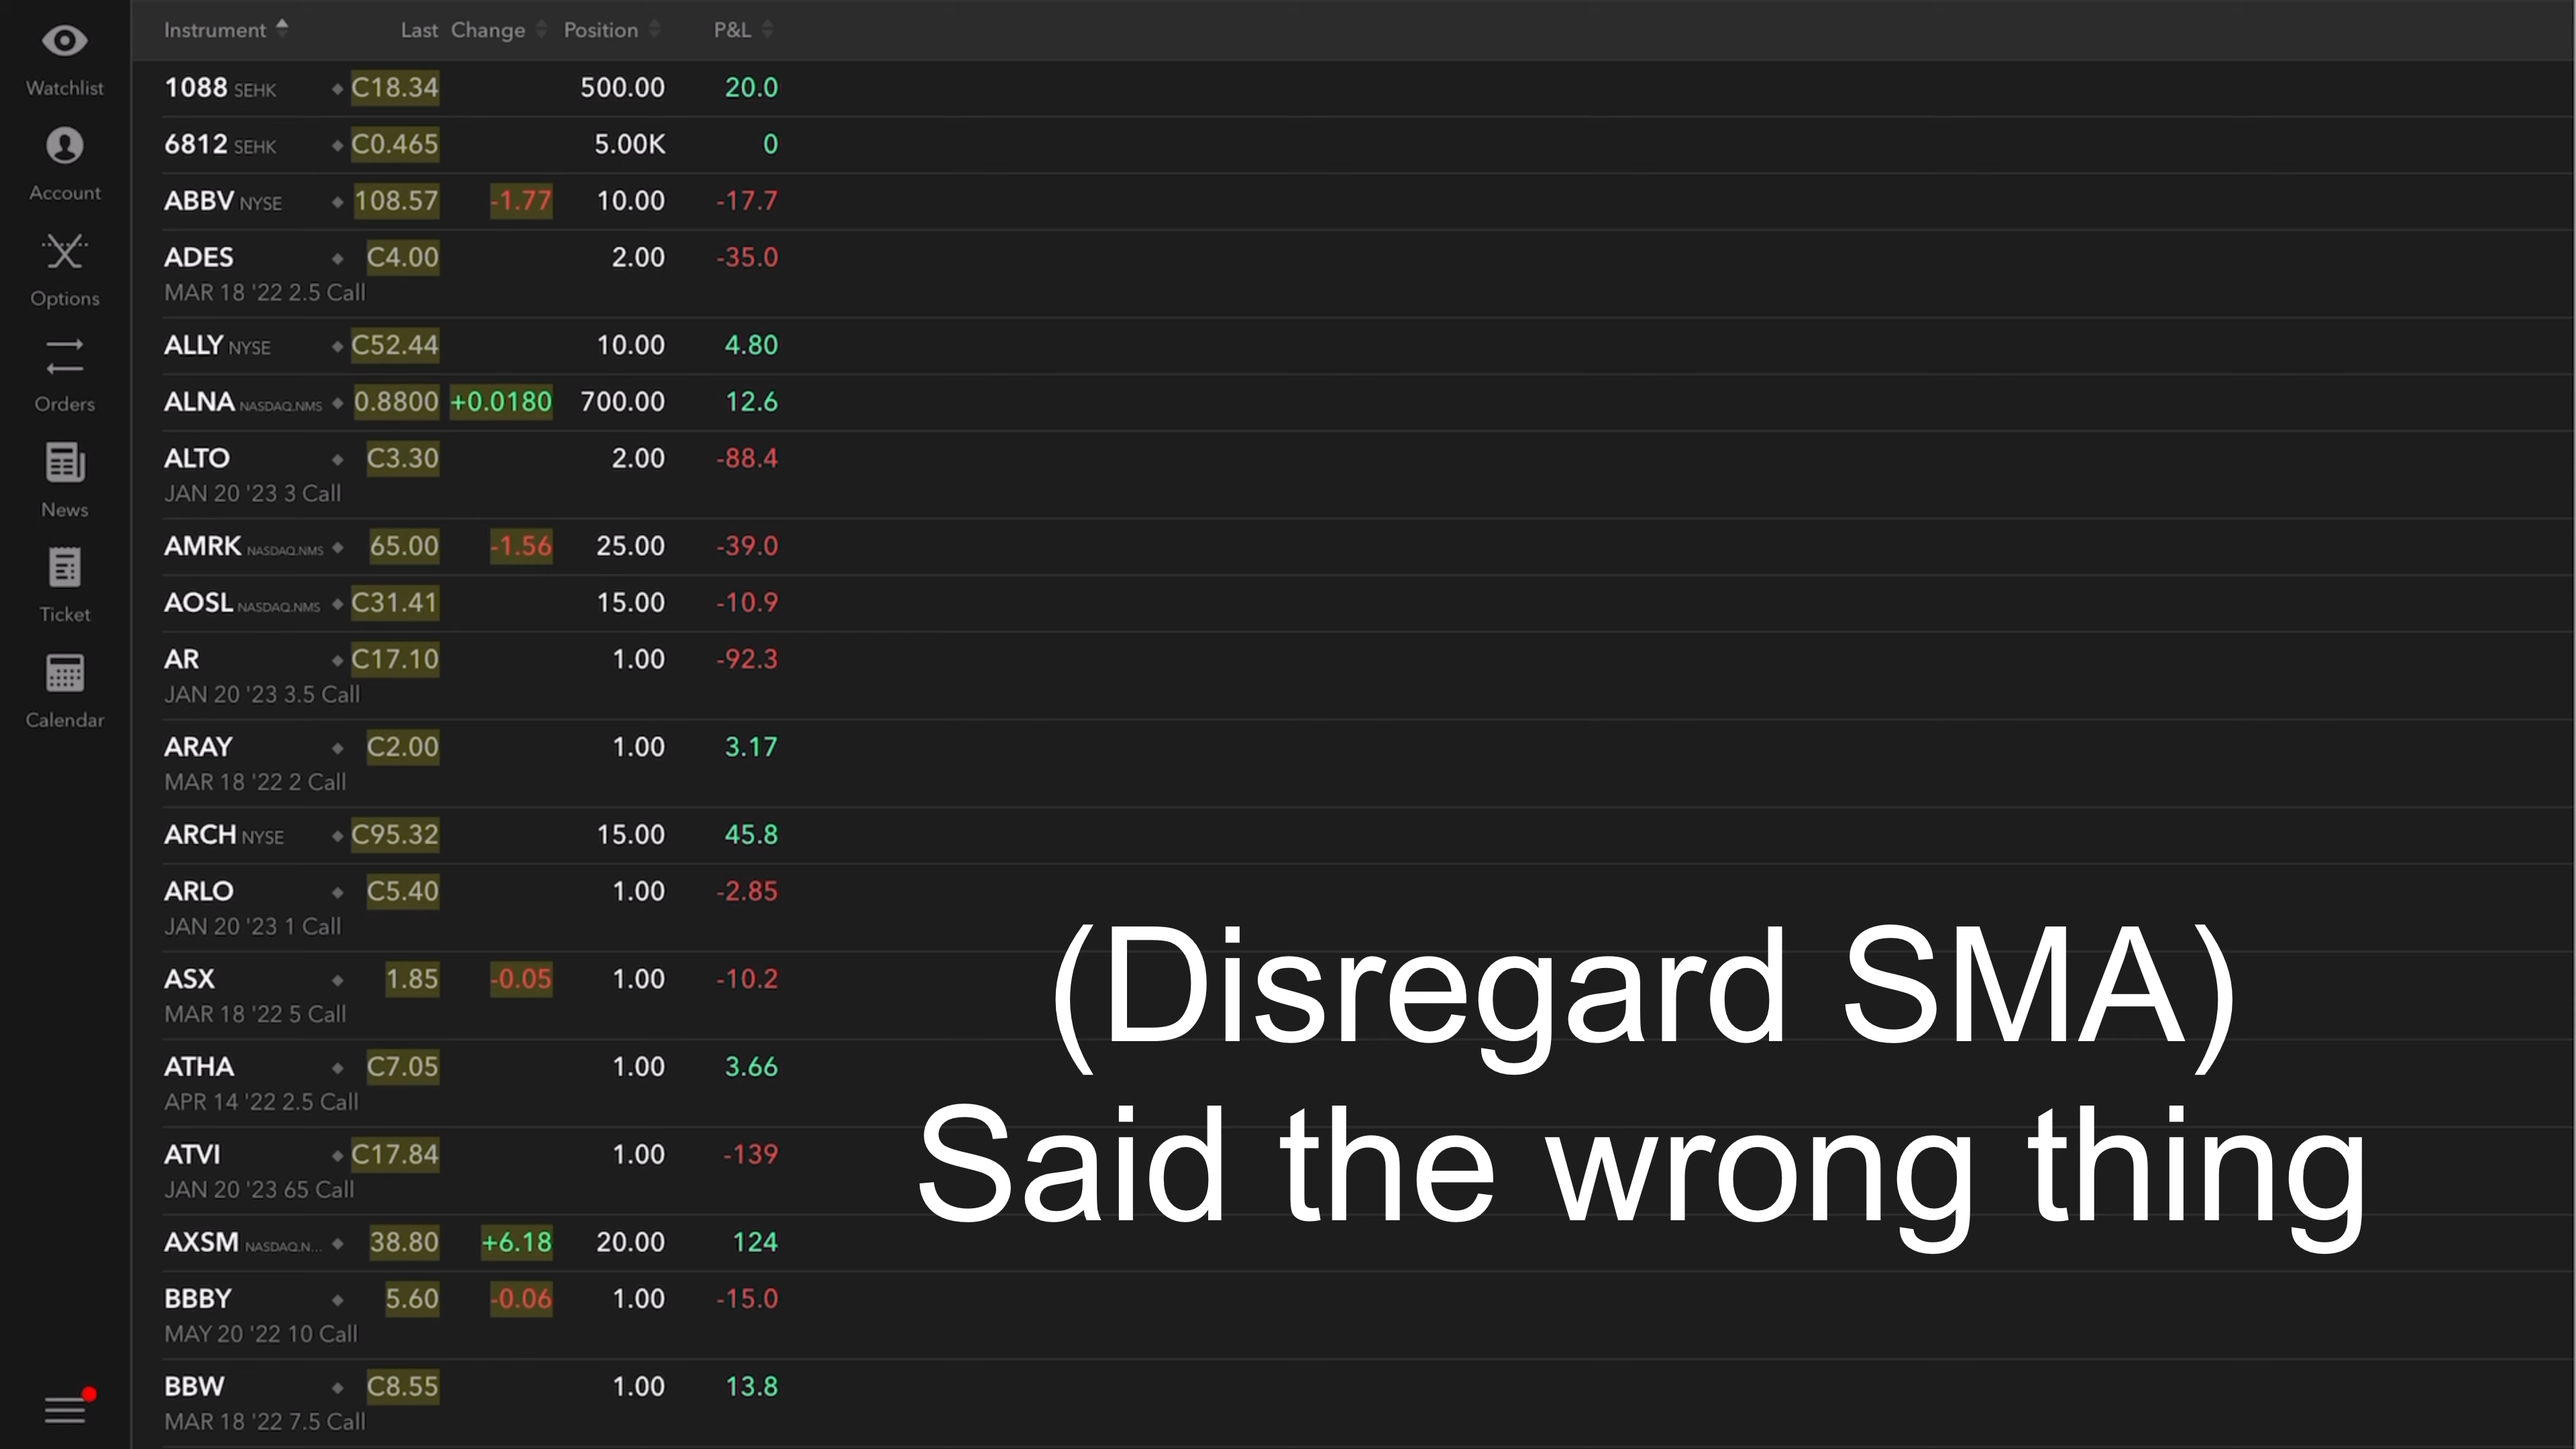 Instrument Last Change Position P&L
Watchlist
Account
Options
Orders
News
Ticket
Calendar
1088 SEHK C18.34 500.00 20.0
6812 SEHK C0.465 5.00K 0
ABBV NYSE 108.57 -1.77 10.00 -17.7
ADES C4.00 2.00 -35.0
MAR 18 '22 2.5 Call
ALLY NYSE C52.44 10.00 4.80
ALNA NASDAQ.NMS 0.8800 +0.0180 700.00 12.6
ALTO C3.30 2.00 -88.4
JAN 20 '23 3 Call
AMRK NASDAQ.NMS 65.00 -1.56 25.00 -39.0
AOSL NASDAQ.NMS C31.41 15.00 -10.9
AR C17.10 1.00 -92.3
JAN 20 '23 3.5 Call
ARAY C2.00 1.00 3.17
MAR 18 '22 2 Call
ARCH NYSE C95.32 15.00 45.8
ARLO C5.40 1.00 -2.85
JAN 20 '23 1 Call
ASX 1.85 -0.05 1.00 -10.2
MAR 18 '22 5 Call
ATHA C7.05 1.00 3.66
APR 14 '22 2.5 Call
ATVI C17.84 1.00 -139
JAN 20 '23 65 Call
AXSM NASDAQ.N... 38.80 +6.18 20.00 124
BBBY 5.60 -0.06 1.00 -15.0
MAY 20 '22 10 Call
BBW C8.55 1.00 13.8
MAR 18 '22 7.5 Call
(Disregard SMA)
Said the wrong thing